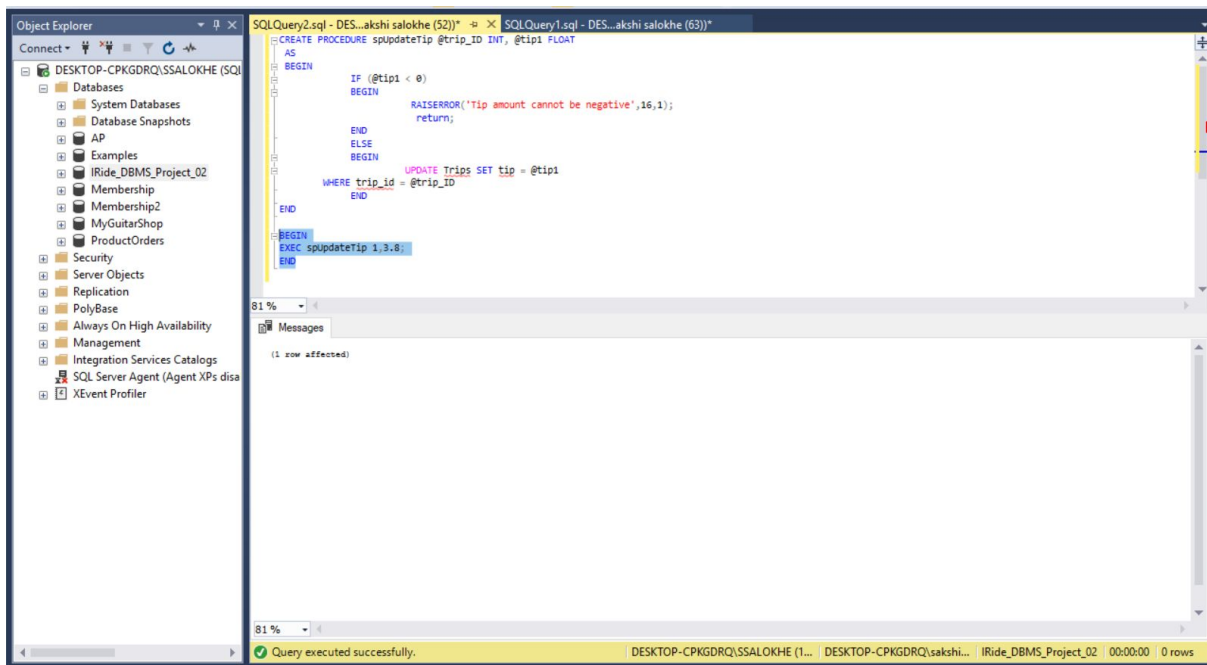 Object Explorer
Connect
DESKTOP-CPKGDRQ\SSALOKHE (SQL
Databases
System Databases
Database Snapshots
AP
Examples
IRide_DBMS_Project_02
Membership
Membership2
MyGuitarShop
ProductOrders
Security
Server Objects
Replication
PolyBase
Always On High Availability
Management
Integration Services Catalogs
SQL Server Agent (Agent XPs disa
XEvent Profiler
SQLQuery2.sql - DES...akshi salokhe (52))* SQLQuery1.sql - DES...akshi salokhe (63))*
CREATE PROCEDURE spUpdateTip @trip_ID INT, @tip1 FLOAT
AS
BEGIN
IF (@tip1 < 0)
BEGIN
RAISERROR('Tip amount cannot be negative',16,1);
return;
END
ELSE
BEGIN
UPDATE Trips SET tip = @tip1
WHERE trip_id = @trip_ID
END
END
BEGIN
EXEC spUpdateTip 1,3.8;
END
81 %
Messages
(1 row affected)
81 %
Query executed successfully. DESKTOP-CPKGDRQ\SSALOKHE (1... DESKTOP-CPKGDRQ\sakshi... IRide_DBMS_Project_02 00:00:00 0 rows